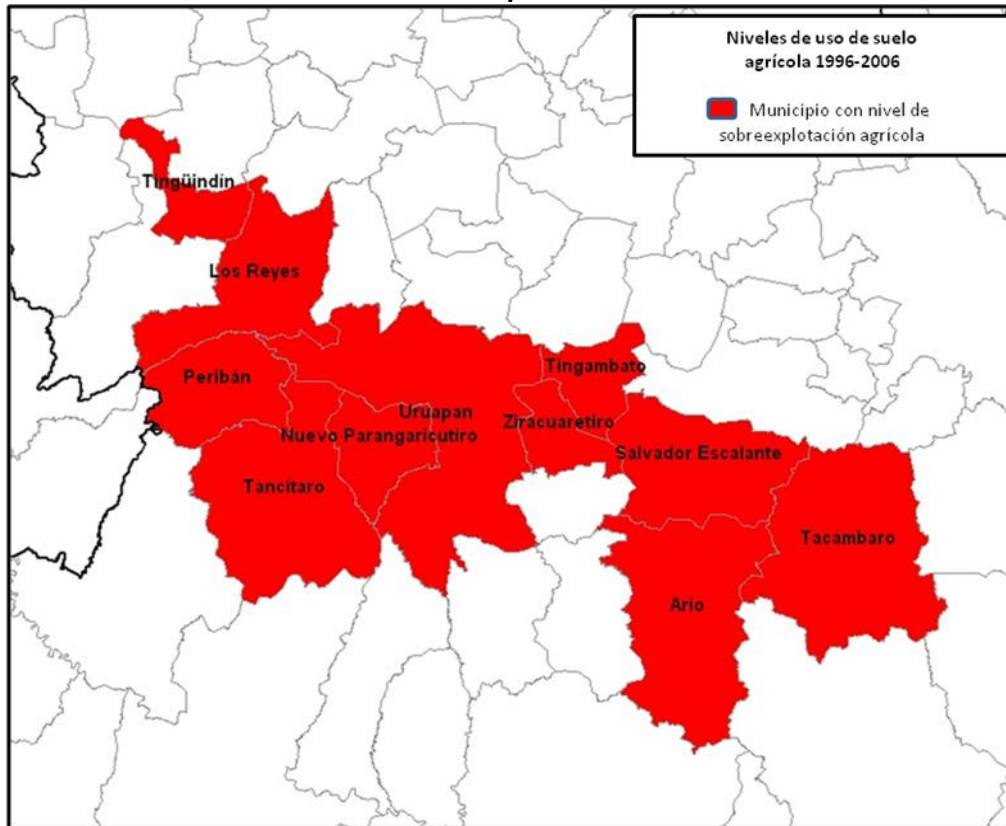 Niveles de uso de suelo
agrícola 1996-2006
Municipio con nivel de
sobreexplotación agrícola
Tingüindín
Los Reyes
Peribán
Tingambato
Uruapan
Ziracuaretiro
Nuevo Parangaricutiro
Salvador Escalante
Tancítaro
Tacámbaro
Ario